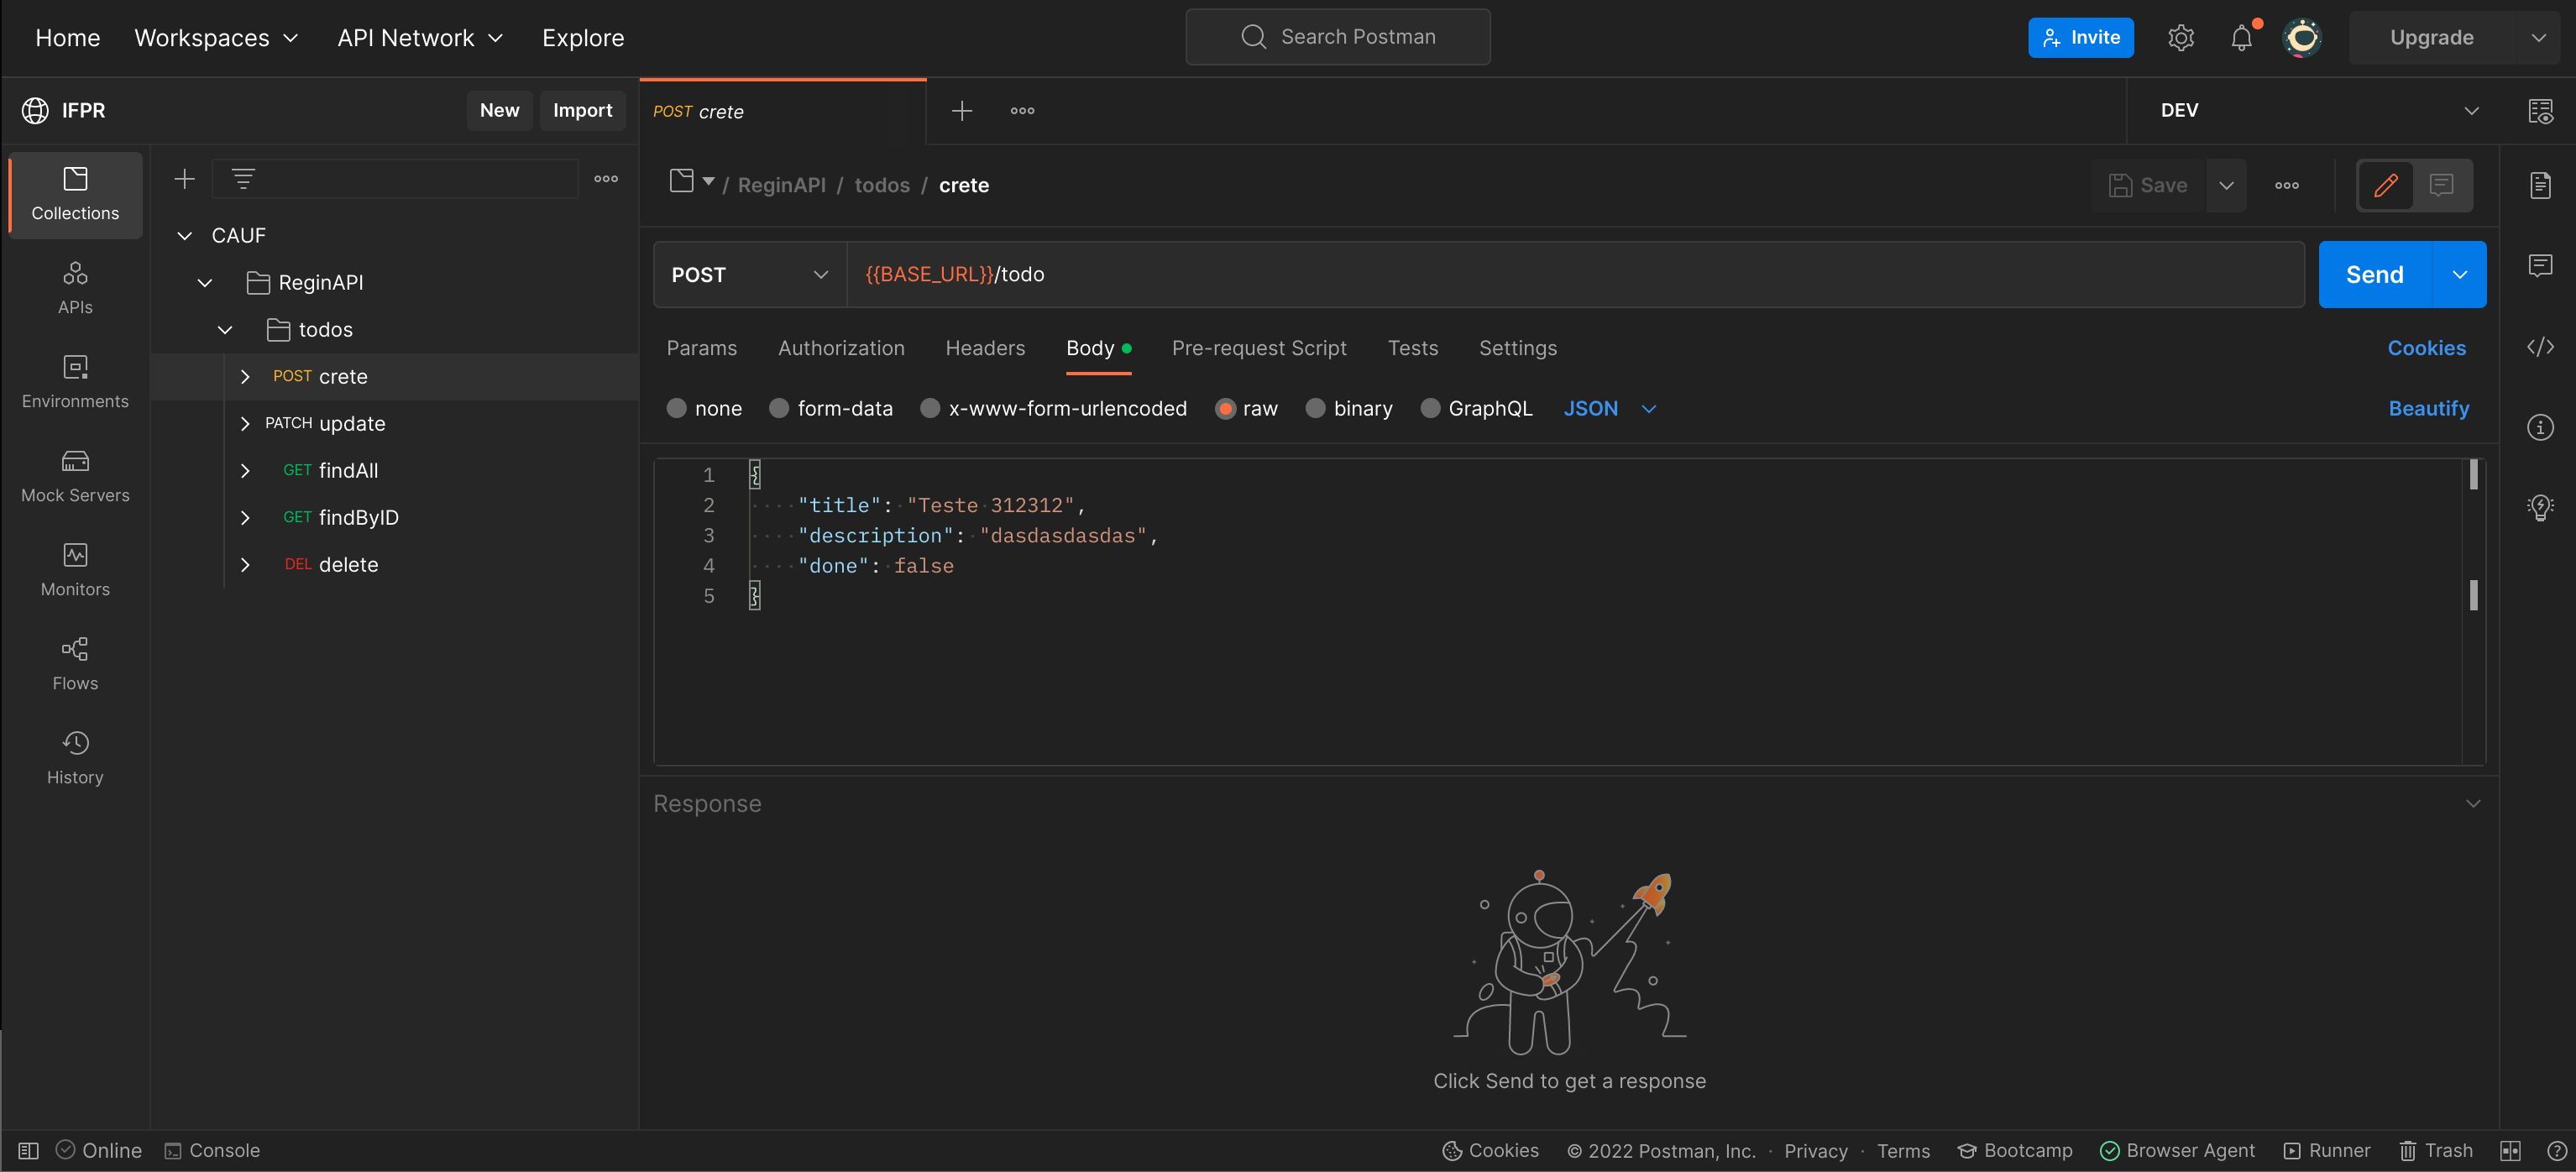 Home Workspaces API Network Explore Search Postman Invite Upgrade
IFPR New Import POST crete DEV
Collections
APIs
Environments
Mock Servers
Monitors
Flows
History
CAUF
ReginAPI
todos
POST crete
PATCH update
GET findAll
GET findByID
DEL delete
/ ReginAPI / todos / crete Save
POST {{BASE_URL}}/todo Send
Params Authorization Headers Body Pre-request Script Tests Settings Cookies
none form-data x-www-form-urlencoded raw binary GraphQL JSON Beautify
1 {
2 "title": "Teste 312312",
3 "description": "dasdasdasdas",
4 "done": false
5 }
Response
Click Send to get a response
Online Console Cookies © 2022 Postman, Inc. · Privacy · Terms Bootcamp Browser Agent Runner Trash